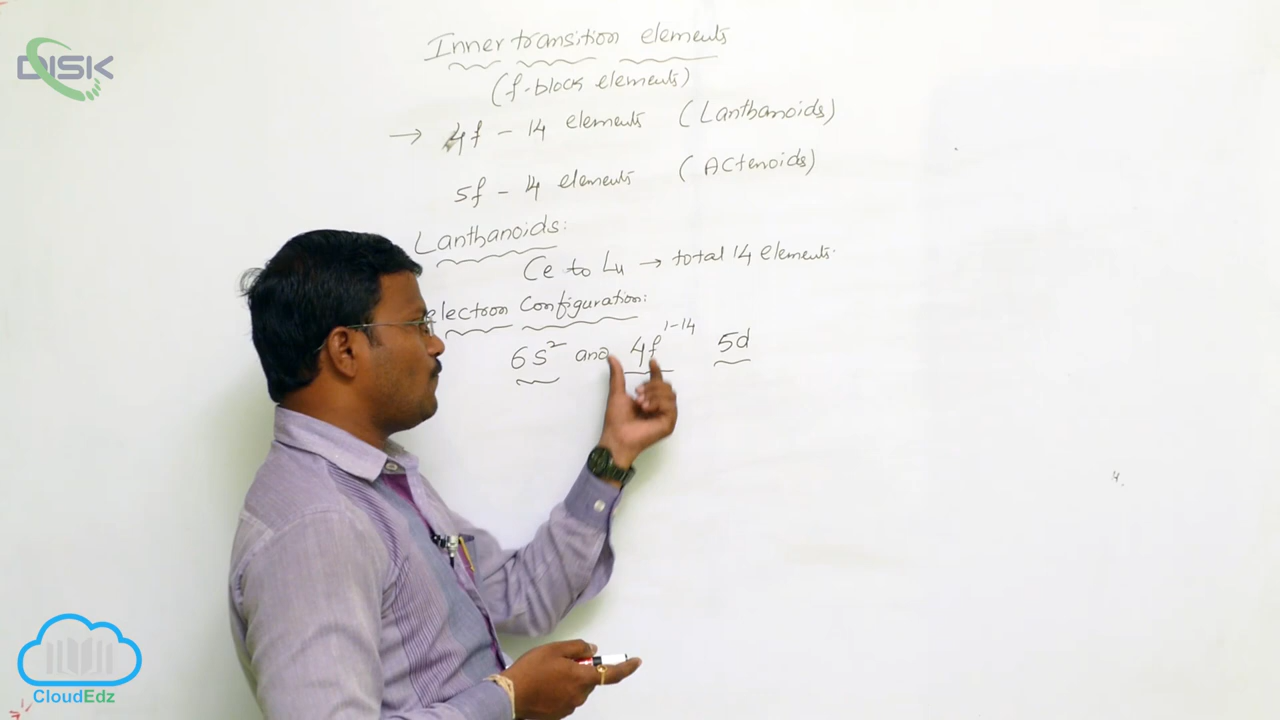 DISK
Inner transition elements
(f-block elements)
→ 4f - 14 elements (Lanthanoids)
5f - 14 elements (ACtenoids)
Lanthanoids:
Ce to Lu → total 14 elements.
electron Configuration:
6S² and 4f¹⁻¹⁴ 5d
4.
CloudEdz